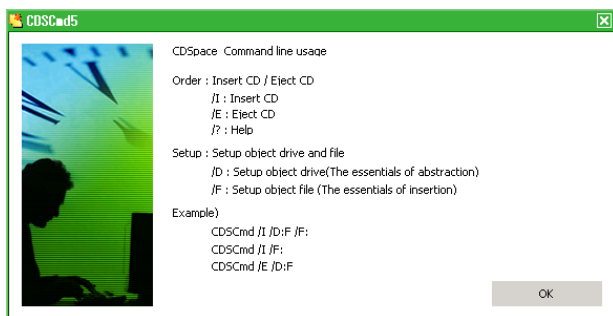 CDSCmd5
CDSpace Command line usage
Order : Insert CD / Eject CD
/I : Insert CD
/E : Eject CD
/? : Help
Setup : Setup object drive and file
/D : Setup object drive(The essentials of abstraction)
/F : Setup object file (The essentials of insertion)
Example)
CDSCmd /I /D:F /F:
CDSCmd /I /F:
CDSCmd /E /D:F
OK